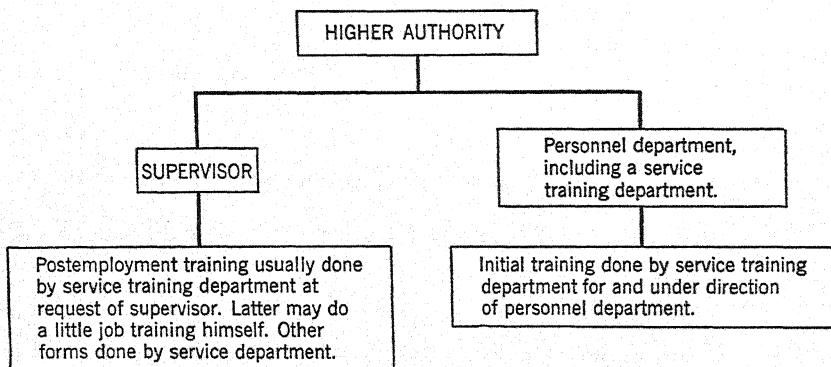 HIGHER AUTHORITY
SUPERVISOR
Personnel department,
including a service
training department.
Postemployment training usually done
by service training department at
request of supervisor. Latter may do
a little job training himself. Other
forms done by service department.
Initial training done by service training
department for and under direction
of personnel department.